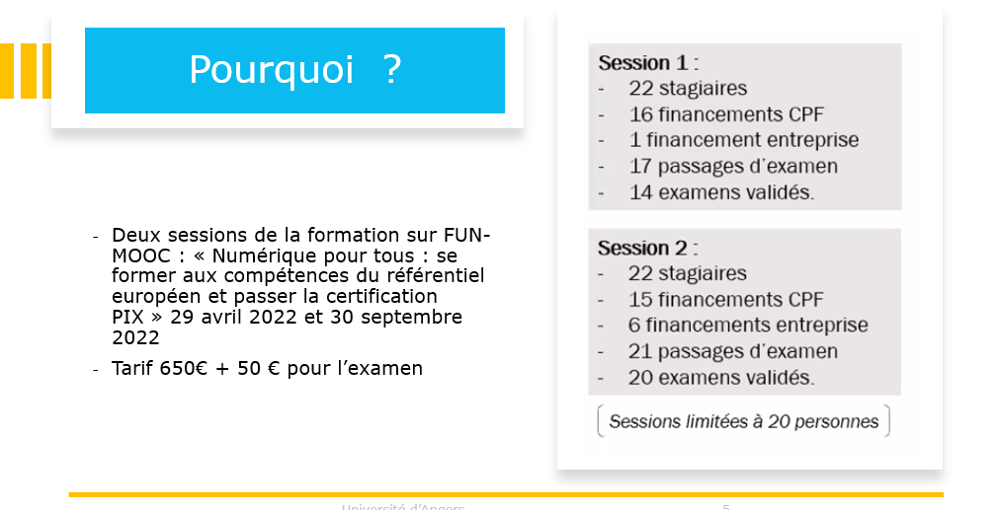 Pourquoi ?
- Deux sessions de la formation sur FUN-
MOOC : « Numérique pour tous : se
former aux compétences du référentiel
européen et passer la certification
PIX » 29 avril 2022 et 30 septembre
2022
- Tarif 650€ + 50 € pour l’examen
Session 1 :
- 22 stagiaires
- 16 financements CPF
- 1 financement entreprise
- 17 passages d’examen
- 14 examens validés.
Session 2 :
- 22 stagiaires
- 15 financements CPF
- 6 financements entreprise
- 21 passages d’examen
- 20 examens validés.
Sessions limitées à 20 personnes
Université d’Angers
5